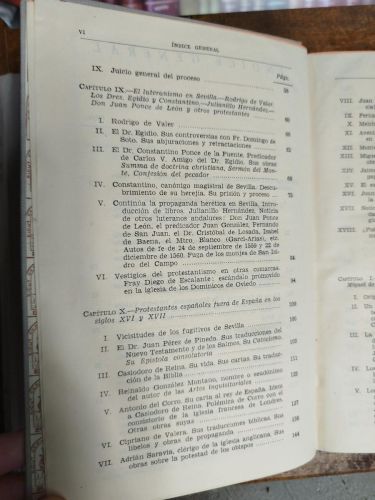 VI
ÍNDICE GENERAL
Págs.
IX. Juicio general del proceso 58
CAPÍTULO IX.—El luteranismo en Sevilla.—Rodrigo de Valer.
Los Dres. Egidio y Constantino.—Julianillo Hernández.—
Don Juan Ponce de León y otros protestantes 60
I. Rodrigo de Valer 60
II. El Dr. Egidio. Sus controversias con Fr. Domingo de
Soto. Sus abjuraciones y retractaciones
III. El Dr. Constantino Ponce de la Fuente. Predicador
de Carlos V. Amigo del Dr. Egidio. Sus obras
Summa de doctrina christiana, Sermón del Mon-
te, Confesión del pecador
IV. Constantino, canónigo magistral de Sevilla. Descu-
brimiento de su herejía. Su prisión y proceso
V. Continúa la propaganda herética en Sevilla. Intro-
ducción de libros. Julianillo Hernández. Noticia
de otros luteranos andaluces: Don Juan Ponce
de León, el predicador Juan González, Fernando
de San Juan, el Dr. Cristóbal de Losada, Isabel
de Baena, el Mtro. Blanco (Garci-Arias), etc.
Autos de fe de 24 de septiembre de 1559 y 22 de
diciembre de 1560. Fuga de los monjes de San Isi-
dro del Campo
VI. Vestigios del protestantismo en otras comarcas.
Fray Diego de Escalante: escándalo promovido
en la iglesia de los Dominicos de Oviedo
CAPÍTULO X.—Protestantes españoles fuera de España en los
siglos XVI y XVII
I. Vicisitudes de los fugitivos de Sevilla
II. El Dr. Juan Pérez de Pineda. Sus traducciones del
Nuevo Testamento y de los Salmos. Su Catecismo.
Su Epístola consolatoria
III. Casiodoro de Reina. Su vida. Sus cartas. Su traduc-
ción de la Biblia
IV. Reinaldo González Montano, nombre o seudónimo
del autor de las Artes inquisitoriales
V. Antonio del Corro. Su carta al rey de España. Idem
a Casiodoro de Reina. Polémica de Corro con el
consistorio de la iglesia francesa de Londres.
Otras obras suyas
VI. Cipriano de Valera. Sus traducciones bíblicas. Sus
libelos y obras de propaganda
VII. Adrián Saravia, clérigo de la iglesia anglicana. Sus
obras sobre la potestad de los obispos 144